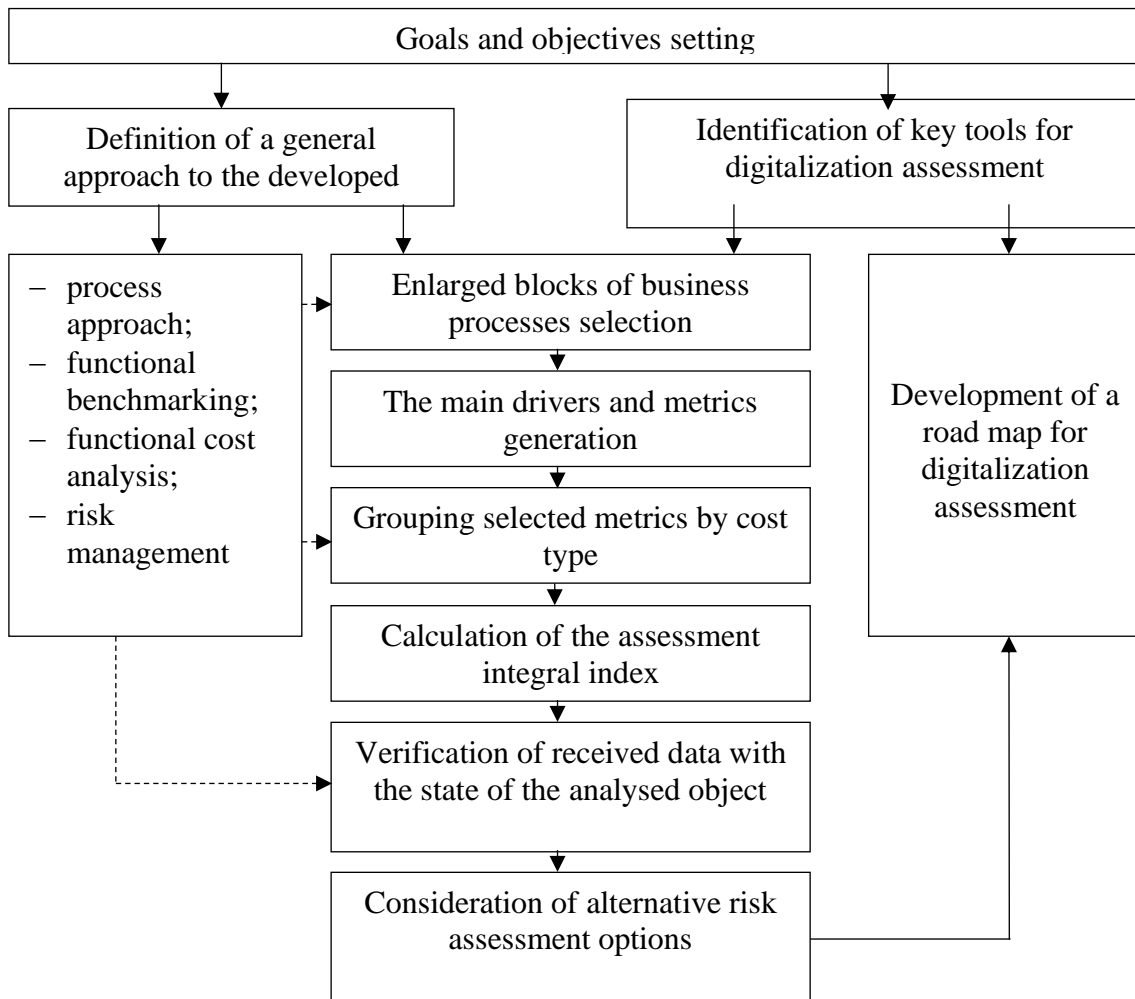 Goals and objectives setting
Definition of a general
approach to the developed
Identification of key tools for
digitalization assessment
– process
approach;
– functional
benchmarking;
– functional cost
analysis;
– risk
management
Enlarged blocks of business
processes selection
The main drivers and metrics
generation
Grouping selected metrics by cost
type
Calculation of the assessment
integral index
Verification of received data with
the state of the analysed object
Consideration of alternative risk
assessment options
Development of a
road map for
digitalization
assessment